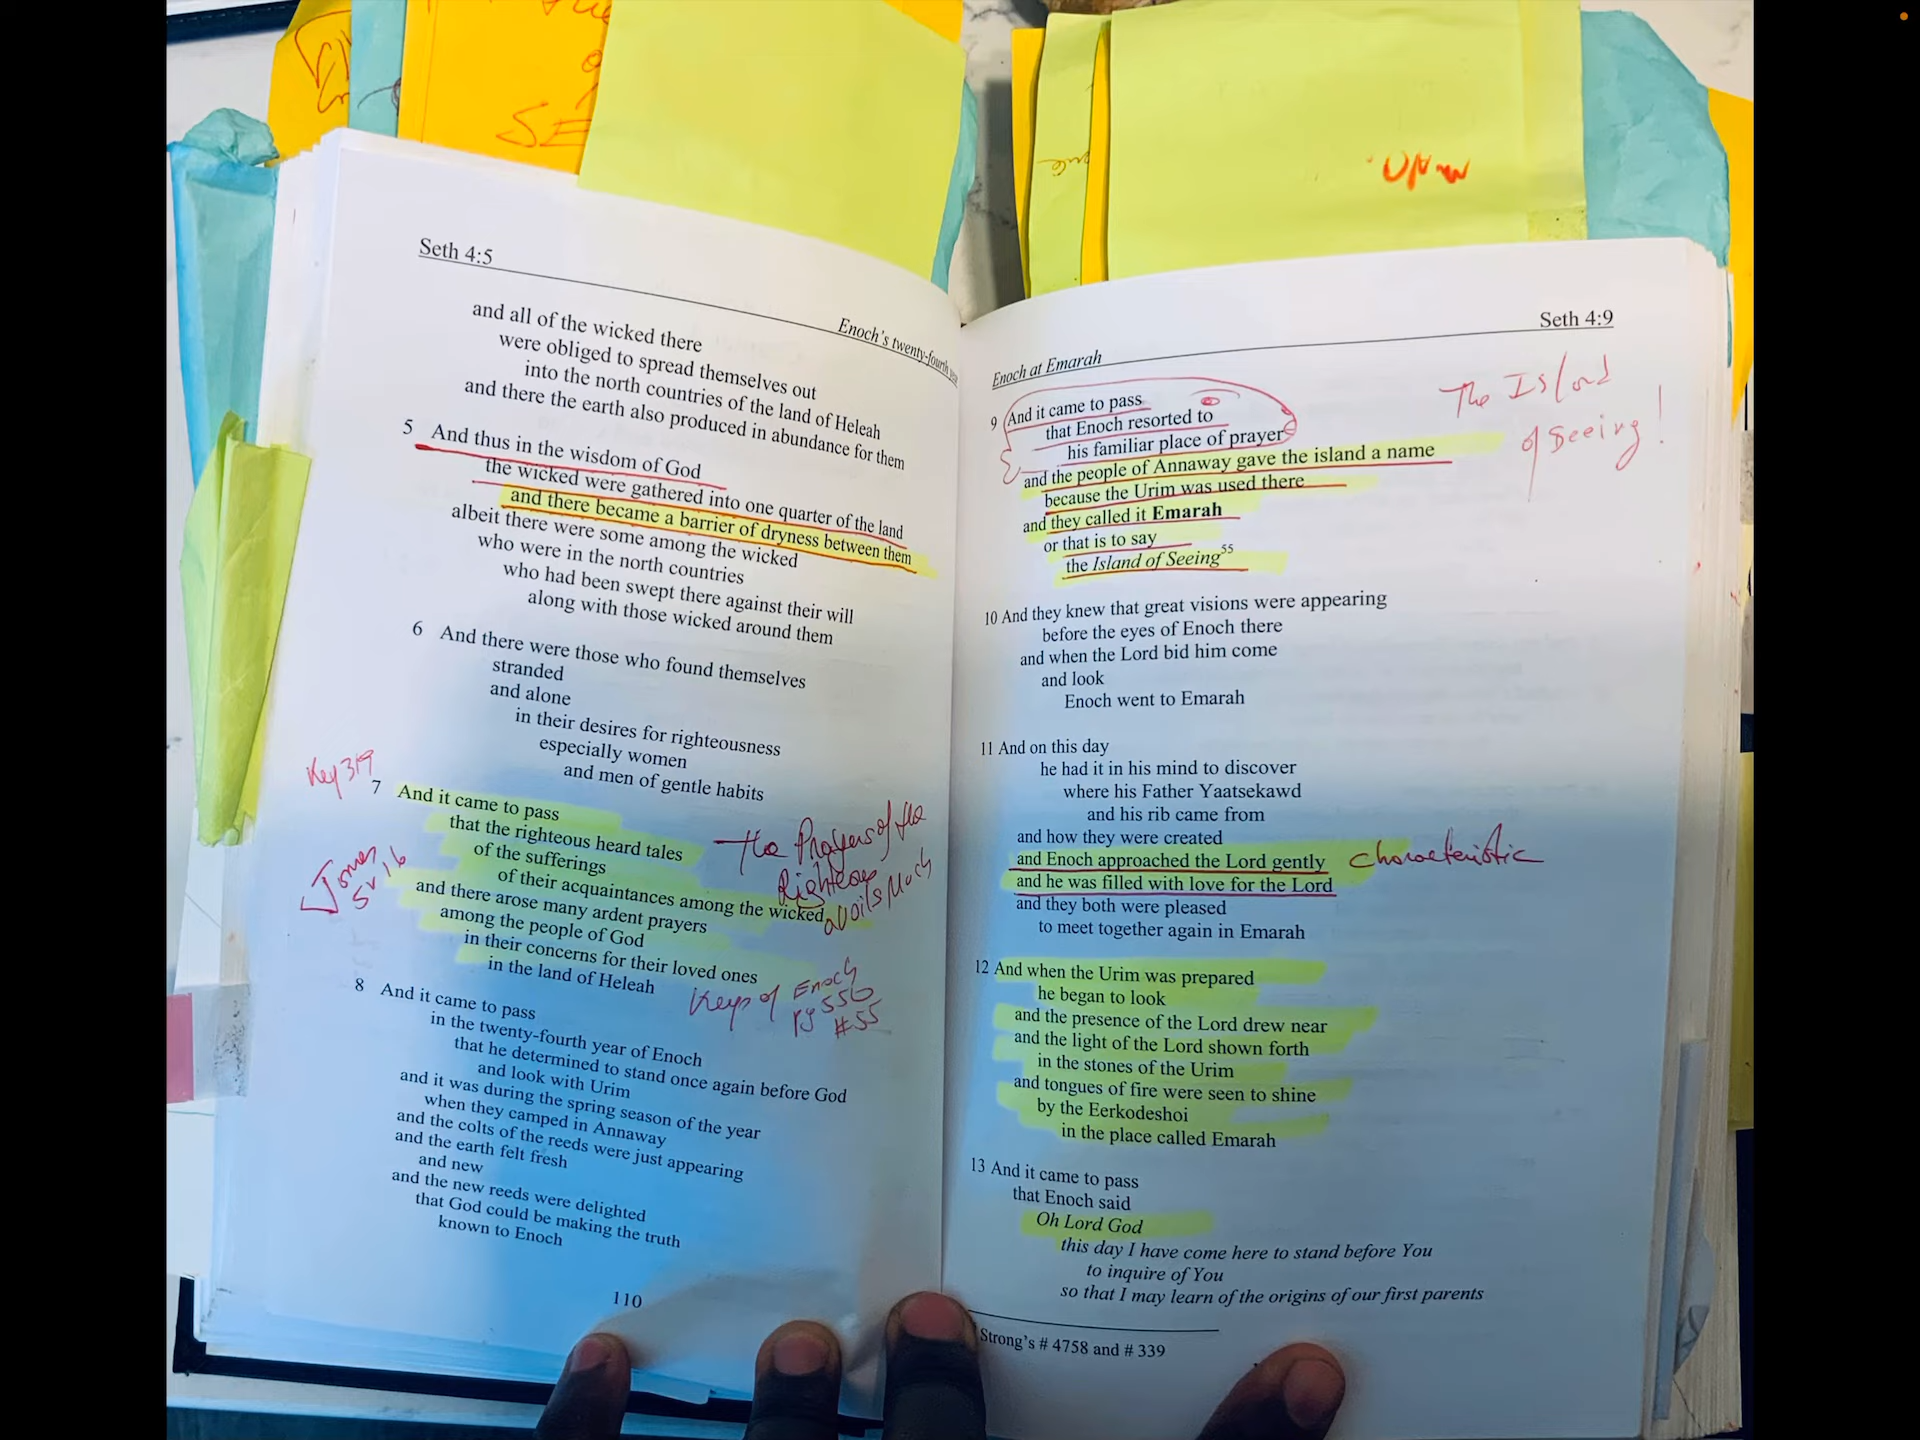 SE
Seth 4:5
Enoch's twenty-fourth
and all of the wicked there
were obliged to spread themselves out
into the north countries of the land of Heleah
and there the earth also produced in abundance for them
5 And thus in the wisdom of God
the wicked were gathered into one quarter of the land
and there became a barrier of dryness between them
albeit there were some among the wicked
who were in the north countries
who had been swept there against their will
along with those wicked around them
6 And there were those who found themselves
stranded
and alone
in their desires for righteousness
especially women
and men of gentle habits
Key 319
7 And it came to pass
that the righteous heard tales
of the sufferings
of their acquaintances among the wicked
and there arose many ardent prayers
among the people of God
in their concerns for their loved ones
in the land of Heleah
James
5 v 16
The Prayers of the
Righteous
avails Much
Keys of Enoch
pg 556
#55
8 And it came to pass
in the twenty-fourth year of Enoch
that he determined to stand once again before God
and look with Urim
and it was during the spring season of the year
when they camped in Annaway
and the colts of the reeds were just appearing
and the earth felt fresh
and new
and the new reeds were delighted
that God could be making the truth
known to Enoch
110
Seth 4:9
Enoch at Emarah
The Island
of Seeing!
9 And it came to pass
that Enoch resorted to
his familiar place of prayer
and the people of Annaway gave the island a name
because the Urim was used there
and they called it Emarah
or that is to say
the Island of Seeing55
10 And they knew that great visions were appearing
before the eyes of Enoch there
and when the Lord bid him come
and look
Enoch went to Emarah
11 And on this day
he had it in his mind to discover
where his Father Yaatsekawd
and his rib came from
and how they were created
and Enoch approached the Lord gently characteristic
and he was filled with love for the Lord
and they both were pleased
to meet together again in Emarah
12 And when the Urim was prepared
he began to look
and the presence of the Lord drew near
and the light of the Lord shown forth
in the stones of the Urim
and tongues of fire were seen to shine
by the Eerkodeshoi
in the place called Emarah
13 And it came to pass
that Enoch said
Oh Lord God
this day I have come here to stand before You
to inquire of You
so that I may learn of the origins of our first parents
Strong's # 4758 and # 339